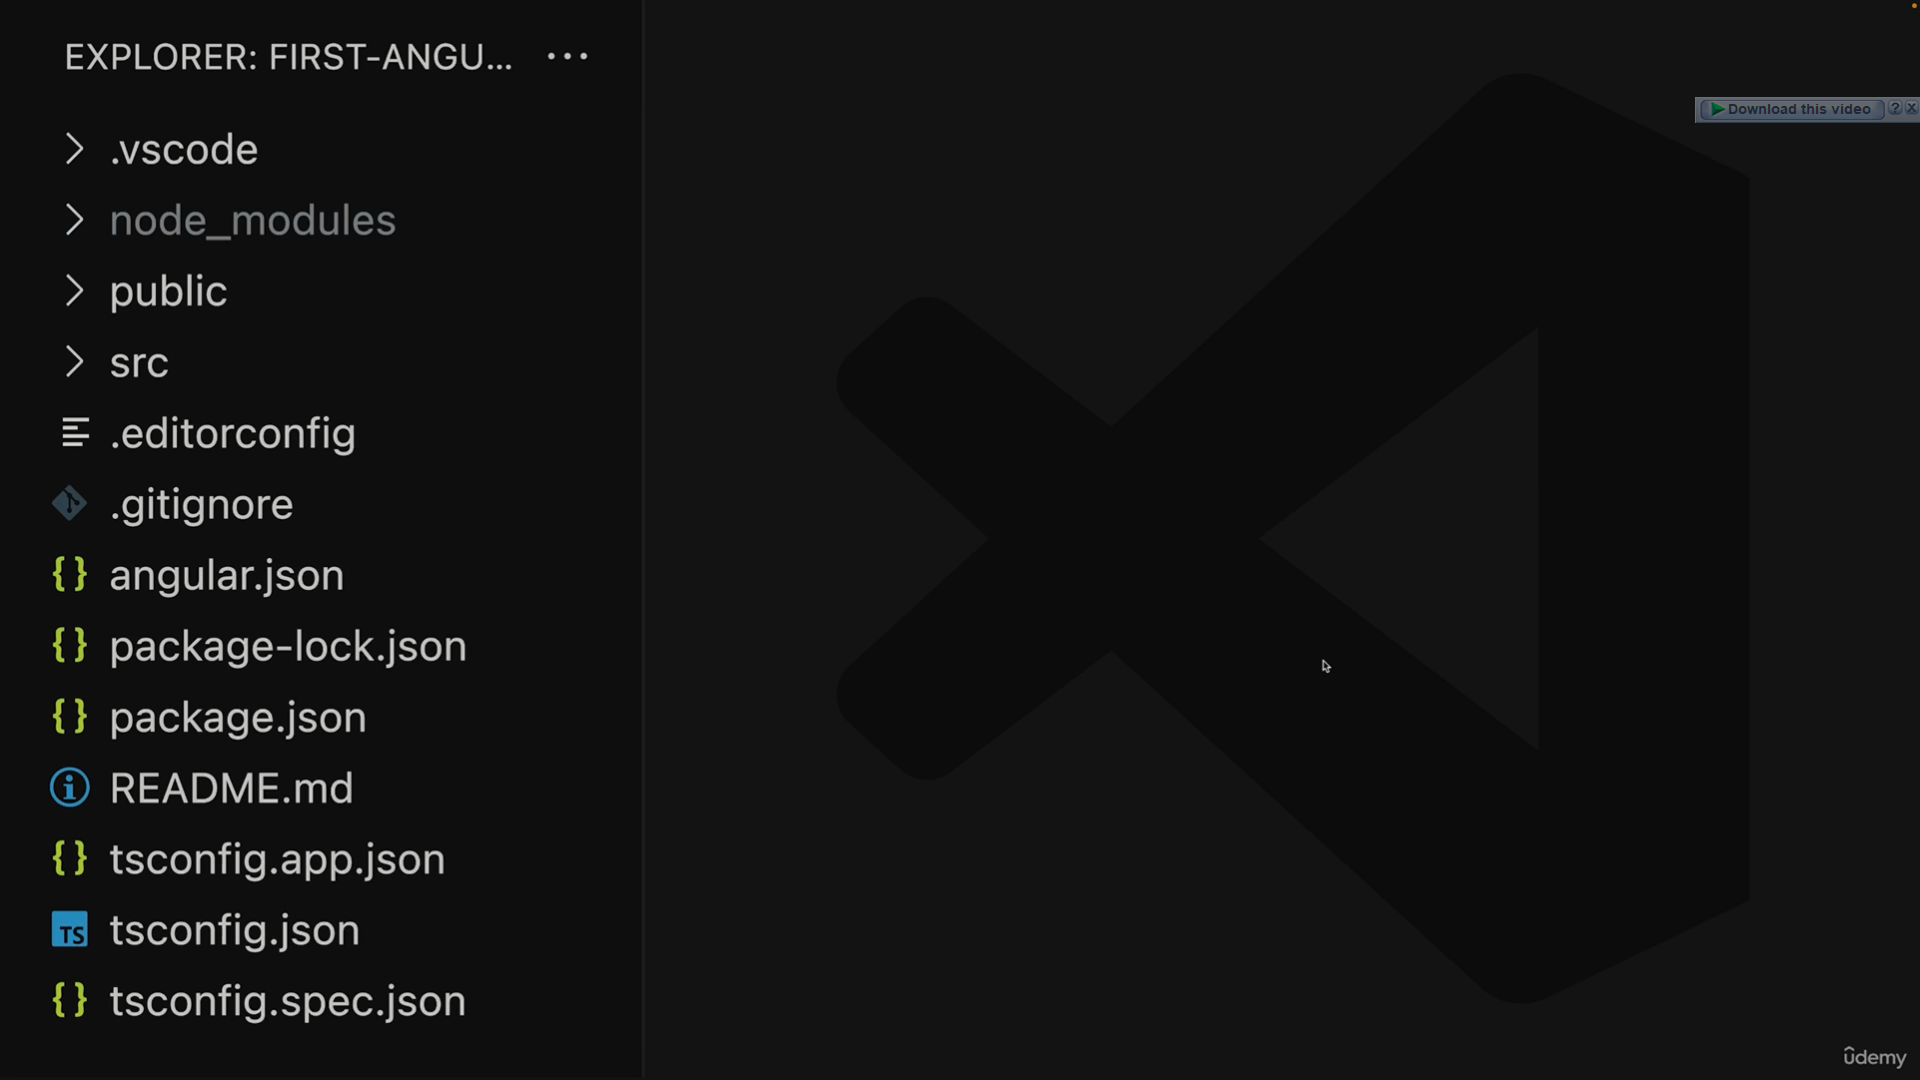 EXPLORER: FIRST-ANGU... ···
.vscode
node_modules
public
src
.editorconfig
.gitignore
{} angular.json
{} package-lock.json
{} package.json
README.md
{} tsconfig.app.json
TS tsconfig.json
{} tsconfig.spec.json
Download this video ? X
ûdemy